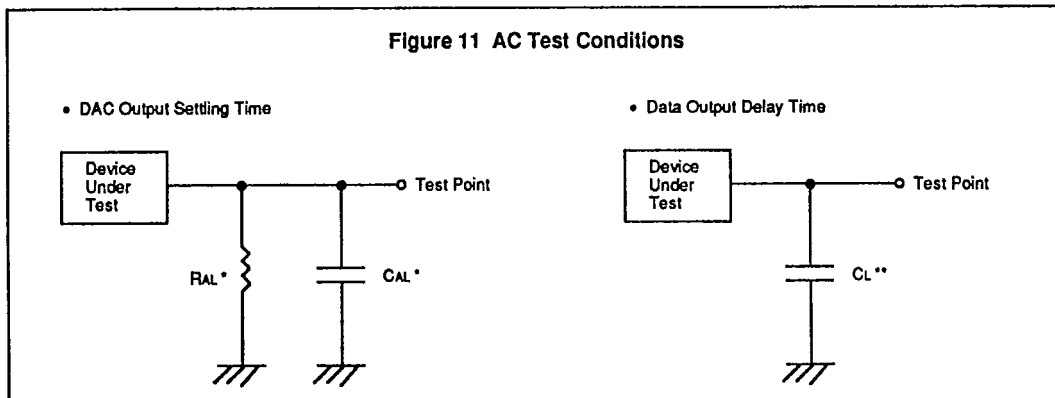 Figure 11 AC Test Conditions
• DAC Output Settling Time
Device
Under
Test
Test Point
RAL *
CAL *
• Data Output Delay Time
Device
Under
Test
Test Point
CL **